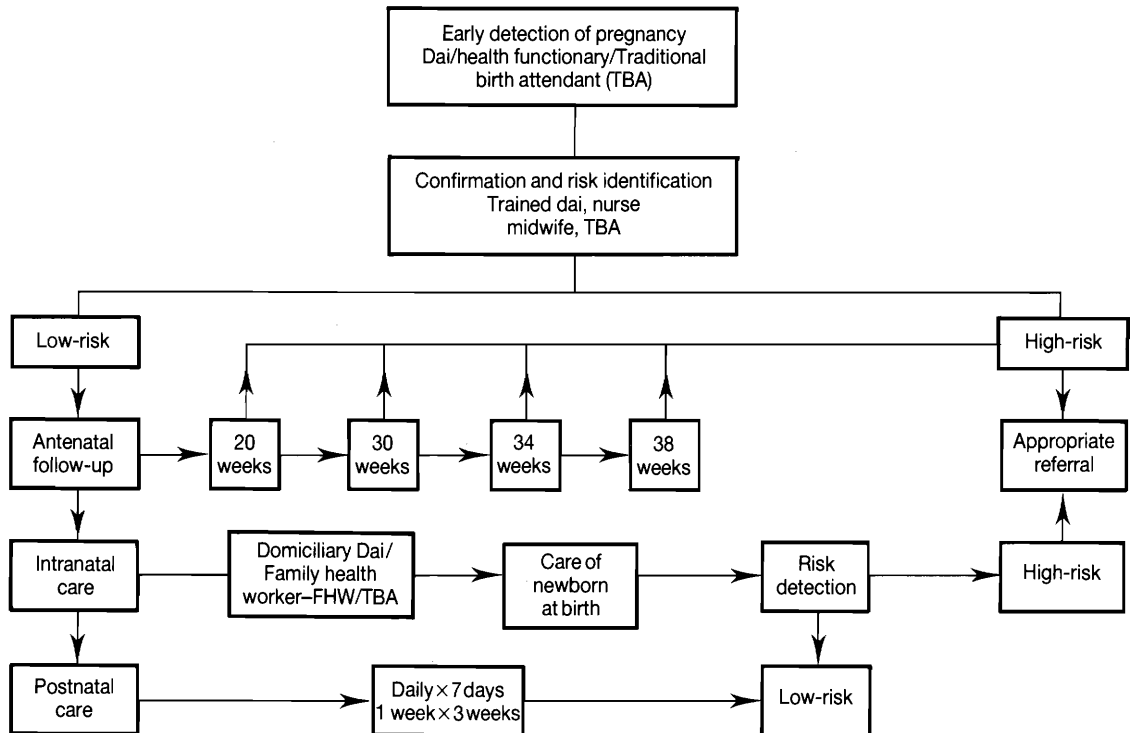 Early detection of pregnancy
Dai/health functionary/Traditional
birth attendant (TBA)
Confirmation and risk identification
Trained dai, nurse
midwife, TBA
Low-risk
High-risk
Antenatal
follow-up
20
weeks
30
weeks
34
weeks
38
weeks
Appropriate
referral
Intranatal
care
Domiciliary Dai/
Family health
worker–FHW/TBA
Care of
newborn
at birth
Risk
detection
High-risk
Postnatal
care
Daily × 7 days
1 week × 3 weeks
Low-risk